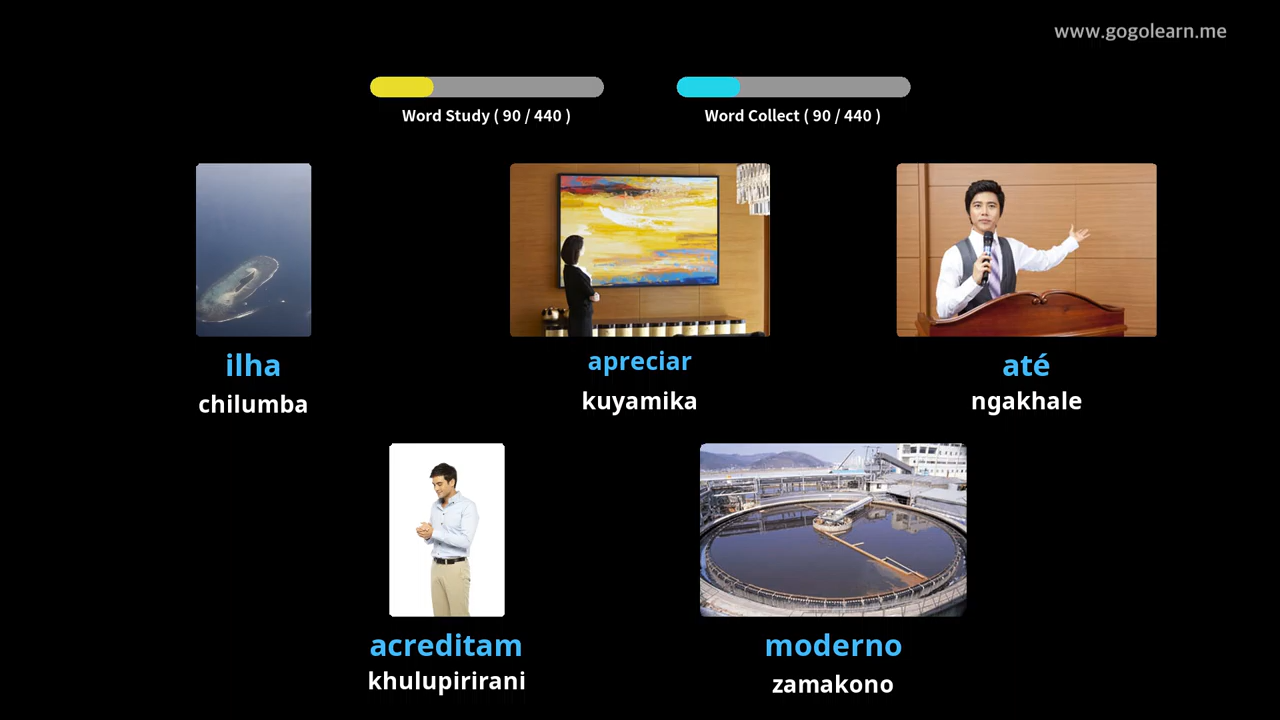 www.gogolearn.me
Word Study ( 90 / 440 )
Word Collect ( 90 / 440 )
ilha
chilumba
apreciar
kuyamika
até
ngakhale
acreditam
khulupirirani
moderno
zamakono